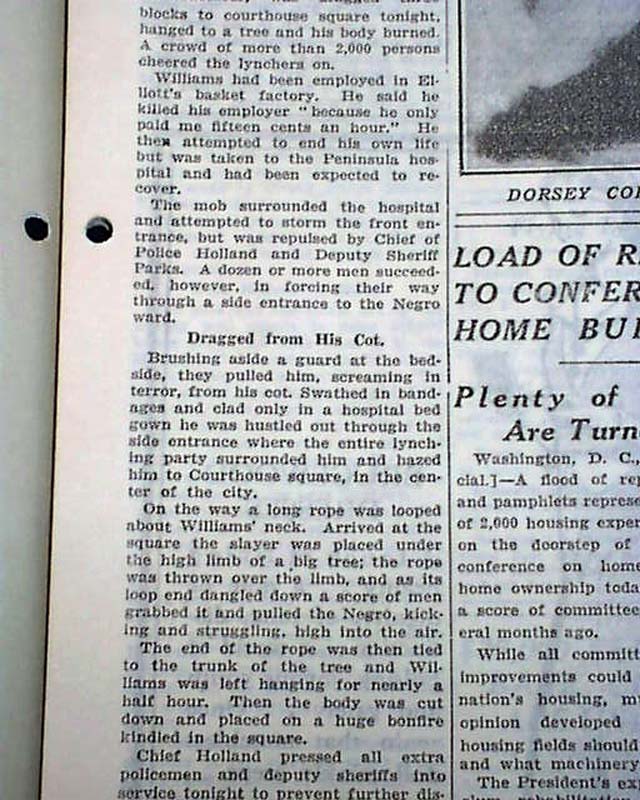 dragged three
blocks to courthouse square tonight,
hanged to a tree and his body burned.
A crowd of more than 2,000 persons
cheered the lynchers on.
Williams had been employed in El-
liott's basket factory. He said he
killed his employer "because he only
paid me fifteen cents an hour." He
then attempted to end his own life
but was taken to the Peninsula hos-
pital and had been expected to re-
cover.
The mob surrounded the hospital
and attempted to storm the front en-
trance, but was repulsed by Chief of
Police Holland and Deputy Sheriff
Parks. A dozen or more men succeed-
ed, however, in forcing their way
through a side entrance to the Negro
ward.
Dragged from His Cot.
Brushing aside a guard at the bed-
side, they pulled him, screaming in
terror, from his cot. Swathed in band-
ages and clad only in a hospital bed
gown he was hustled out through the
side entrance where the entire lynch-
ing party surrounded him and hazed
him to Courthouse square, in the cen-
ter of the city.
On the way a long rope was looped
about Williams' neck. Arrived at the
square the slayer was placed under
the high limb of a big tree; the rope
was thrown over the limb, and as its
loop end dangled down a score of men
grabbed it and pulled the Negro, kick-
ing and struggling, high into the air.
The end of the rope was then tied
to the trunk of the tree and Wil-
liams was left hanging for nearly a
half hour. Then the body was cut
down and placed on a huge bonfire
kindled in the square.
Chief Holland pressed all extra
policemen and deputy sheriffs into
service tonight to prevent further dis-
DORSEY CO
LOAD OF R
TO CONFER
HOME BUI
Plenty of
Are Turn
Washington, D. C.,
cial.]—A flood of rep
and pamphlets represe
of 2,000 housing exper
on the doorstep of
conference on home
home ownership toda
a score of committee
eral months ago.
While all committ
improvements could
nation's housing, m
opinion developed
housing fields should
and what machinery
The President's ex
slum rehabilitation